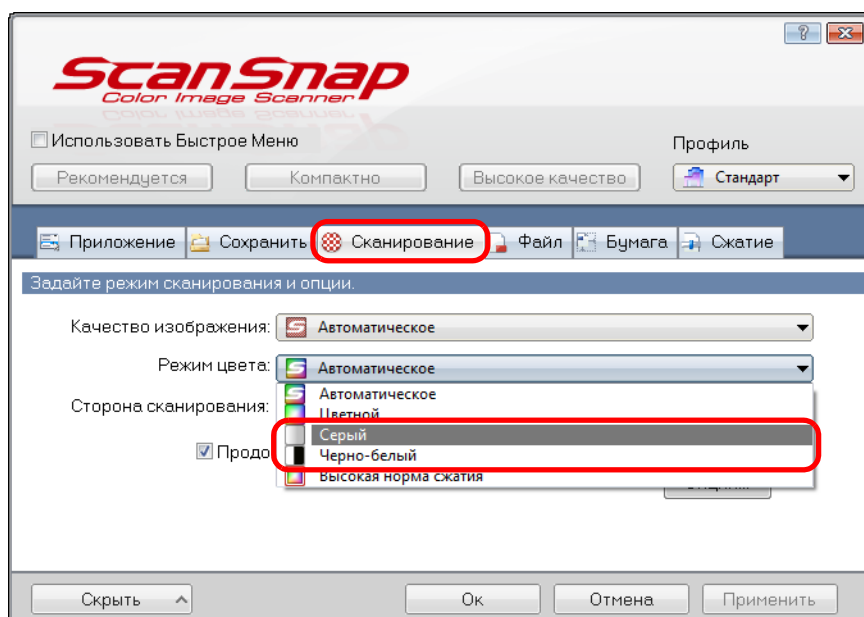 ScanSnap
Color Image Scanner
Использовать Быстрое Меню
Профиль
Рекомендуется Компактно Высокое качество Стандарт
Приложение Сохранить Сканирование Файл Бумага Сжатие
Задайте режим сканирования и опции.
Качество изображения: Автоматическое
Режим цвета: Автоматическое
Автоматическое
Сторона сканирования:
Цветной
Серый
Продо
Черно-белый
Высокая норма сжатия
Скрыть Ок Отмена Применить